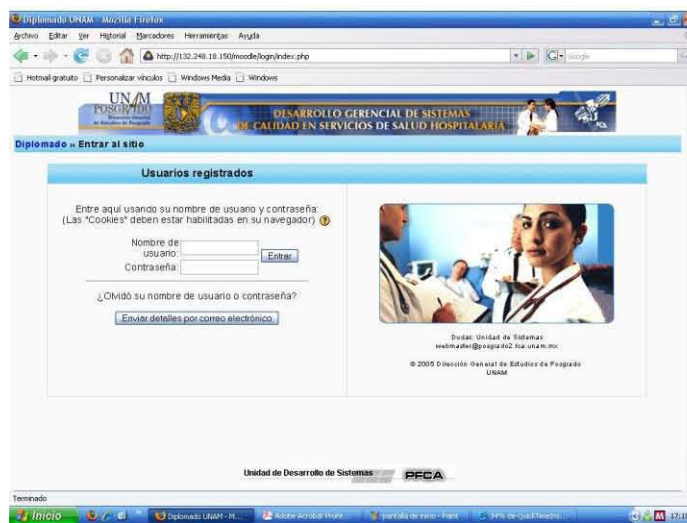 Diplomado UNAM - Mozilla Firefox
Archivo Editar Ver Historial Marcadores Herramientas Ayuda
http://132.248.18.150/moodle/login/index.php
Google
Hotmail gratuito Personalizar vínculos Windows Media Windows
UNAM
POSGRADO
DESARROLLO GERENCIAL DE SISTEMAS
DE CALIDAD EN SERVICIOS DE SALUD HOSPITALARIA
FCA
Diplomado » Entrar al sitio
Usuarios registrados
Entre aquí usando su nombre de usuario y contraseña:
(Las "Cookies" deben estar habilitadas en su navegador)
Nombre de
usuario:
Entrar
Contraseña:
¿Olvidó su nombre de usuario o contraseña?
Enviar detalles por correo electrónico
Dudas: Unidad de Sistemas
webmaster@posgrado2.fca.unam.mx
© 2005 Dirección General de Estudios de Posgrado
UNAM
Unidad de Desarrollo de Sistemas PFCA
Terminado
Inicio Diplomado UNAM - M... Adobe Acrobat Profe... pantalla de inicio - Paint